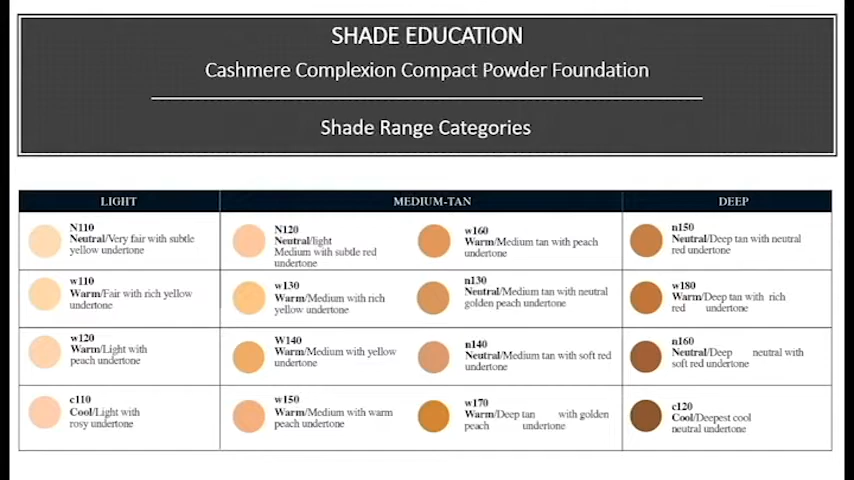 SHADE EDUCATION
Cashmere Complexion Compact Powder Foundation
Shade Range Categories
LIGHT
N110
Neutral/Very fair with subtle
yellow undertone
w110
Warm/Fair with rich yellow
undertone
w120
Warm/Light with
peach undertone
c110
Cool/Light with
rosy undertone
MEDIUM-TAN
N120
Neutral/light
Medium with subtle red
undertone
w130
Warm/Medium with rich
yellow undertone
W140
Warm/Medium with yellow
undertone
w150
Warm/Medium with warm
peach undertone
w160
Warm/Medium tan with peach
undertone
n130
Neutral/Medium tan with neutral
golden peach undertone
n140
Neutral/Medium tan with soft red
undertone
w170
Warm/Deep tan with golden
peach undertone
DEEP
n150
Neutral/Deep tan with neutral
red undertone
w180
Warm/Deep tan with rich
red undertone
n160
Neutral/Deep neutral with
soft red undertone
c120
Cool/Deepest cool
neutral undertone